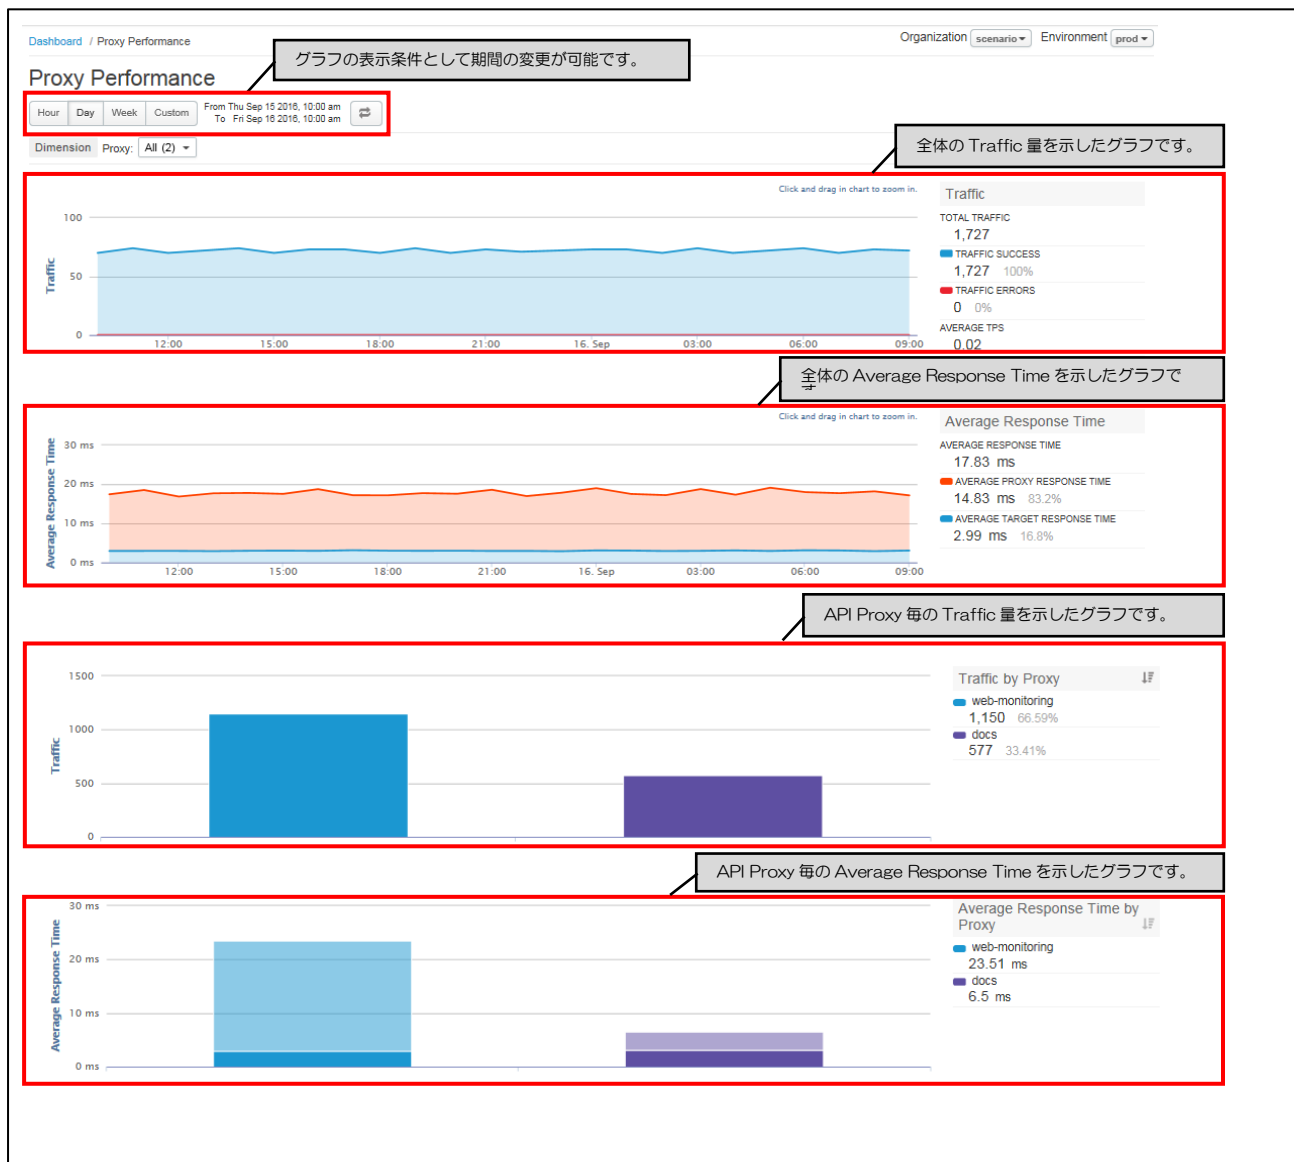 Dashboard / Proxy Performance
Organization scenario Environment prod
グラフの表示条件として期間の変更が可能です。
Proxy Performance
Hour Day Week Custom
From Thu Sep 15 2016, 10:00 am
To Fri Sep 16 2016, 10:00 am
Dimension Proxy: All (2)
全体の Traffic 量を示したグラフです。
Click and drag in chart to zoom in.
Traffic
100
50
0
12:00 15:00 18:00 21:00 16. Sep 03:00 06:00 09:00
Traffic
TOTAL TRAFFIC
1,727
TRAFFIC SUCCESS
1,727 100%
TRAFFIC ERRORS
0 0%
AVERAGE TPS
0.02
全体の Average Response Time を示したグラフで
す。
Click and drag in chart to zoom in.
Average Response Time
30 ms
20 ms
10 ms
0 ms
12:00 15:00 18:00 21:00 16. Sep 03:00 06:00 09:00
Average Response Time
AVERAGE RESPONSE TIME
17.83 ms
AVERAGE PROXY RESPONSE TIME
14.83 ms 83.2%
AVERAGE TARGET RESPONSE TIME
2.99 ms 16.8%
API Proxy 毎の Traffic 量を示したグラフです。
Traffic
1500
1000
500
0
Traffic by Proxy
web-monitoring
1,150 66.59%
docs
577 33.41%
API Proxy 毎の Average Response Time を示したグラフです。
Average Response Time
30 ms
20 ms
10 ms
0 ms
Average Response Time by
Proxy
web-monitoring
23.51 ms
docs
6.5 ms